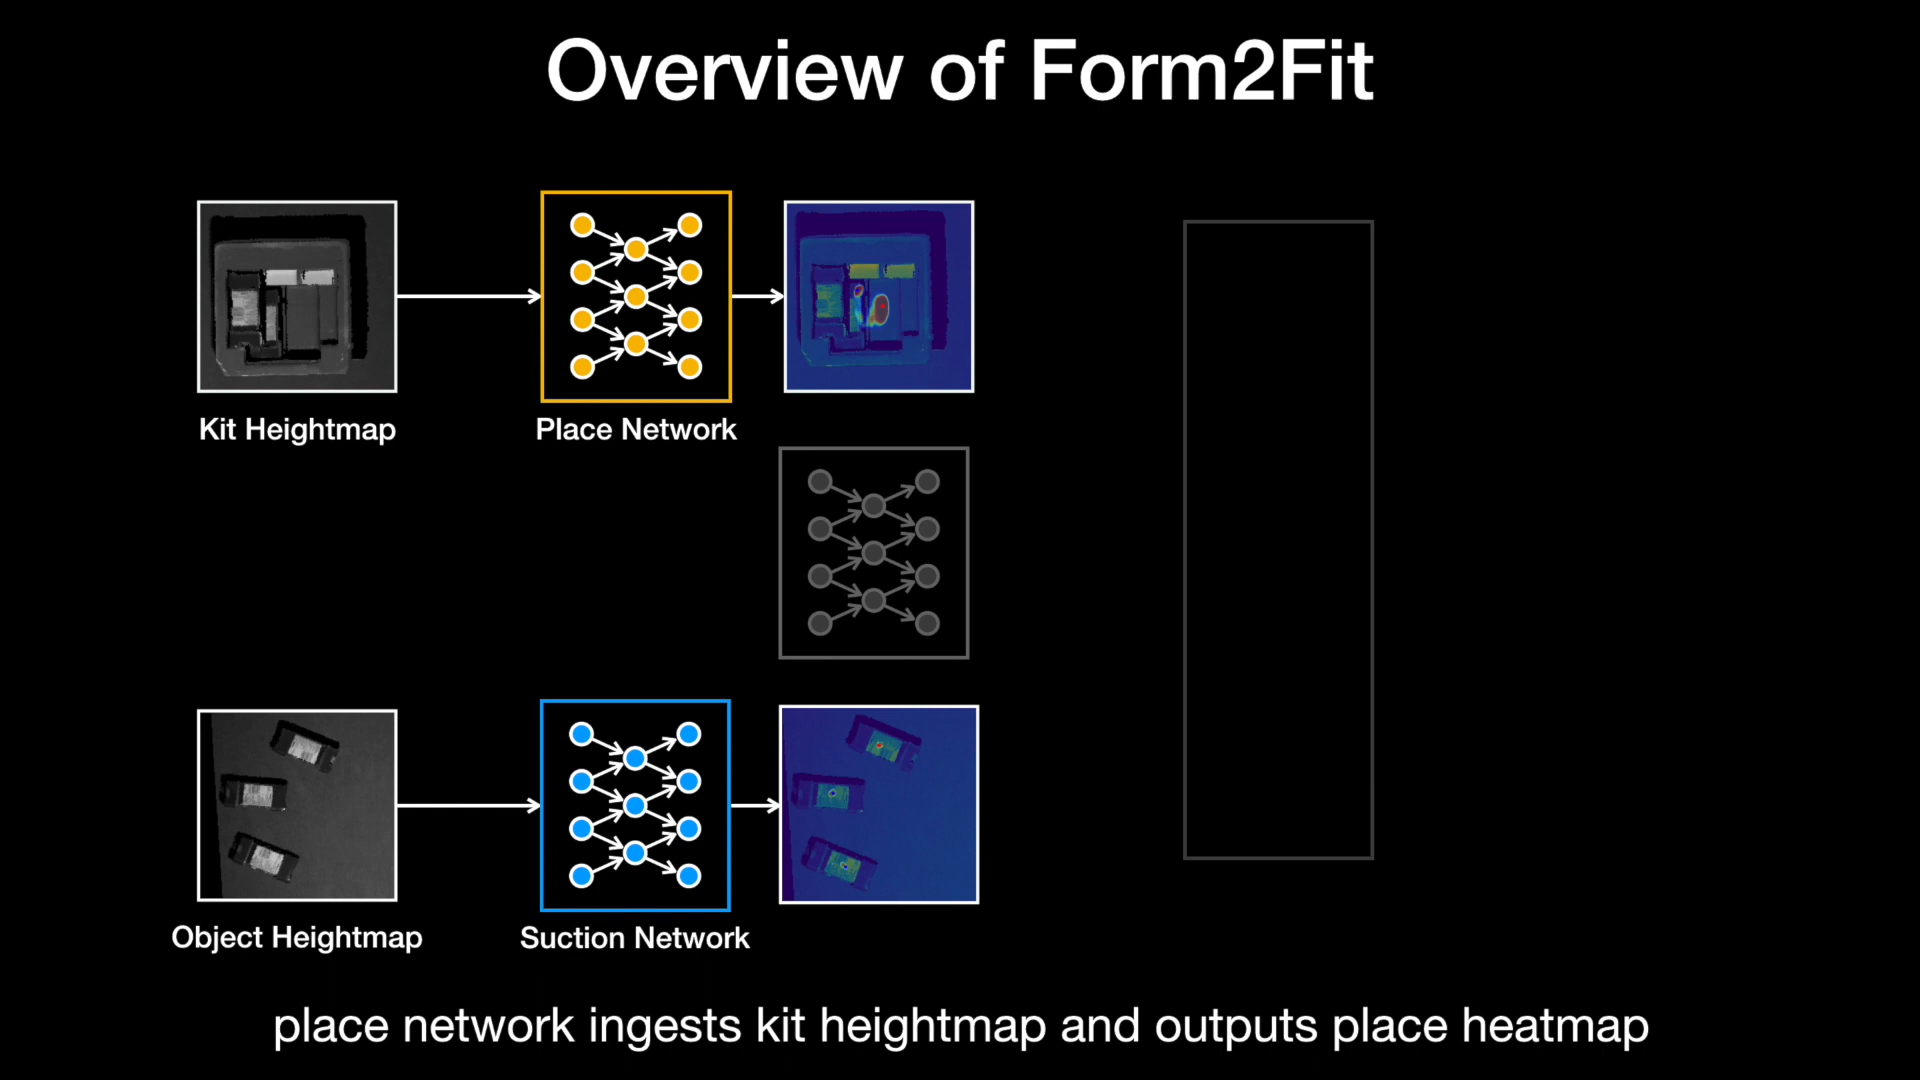 Overview of Form2Fit
Kit Heightmap
Place Network
Object Heightmap
Suction Network
place network ingests kit heightmap and outputs place heatmap